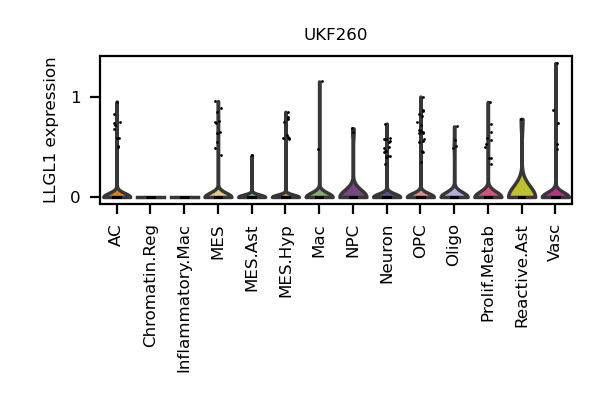 UKF260
LLGL1 expression
1
0
AC
Chromatin.Reg
Inflammatory.Mac
MES
MES.Ast
MES.Hyp
Mac
NPC
Neuron
OPC
Oligo
Prolif.Metab
Reactive.Ast
Vasc